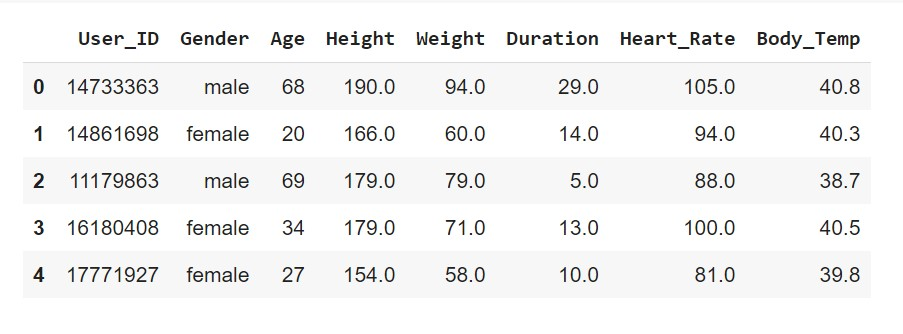 User_ID Gender Age Height Weight Duration Heart_Rate Body_Temp
0 14733363 male 68 190.0 94.0 29.0 105.0 40.8
1 14861698 female 20 166.0 60.0 14.0 94.0 40.3
2 11179863 male 69 179.0 79.0 5.0 88.0 38.7
3 16180408 female 34 179.0 71.0 13.0 100.0 40.5
4 17771927 female 27 154.0 58.0 10.0 81.0 39.8